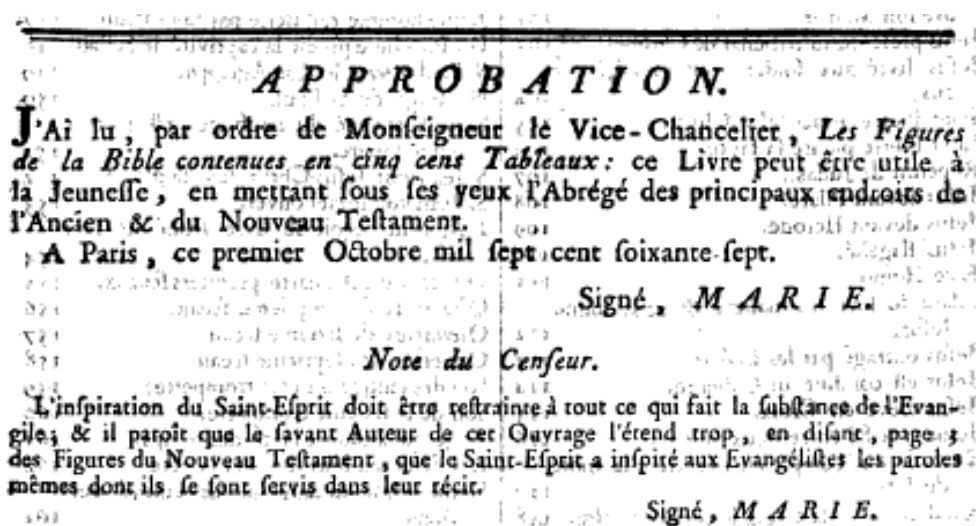 APPROBATION.
J'Ai lu, par ordre de Monſeigneur le Vice-Chancelier, Les Figures
de la Bible contenues en cinq cens Tableaux : ce Livre peut être utile à
la Jeuneſſe, en mettant ſous ſes yeux l'Abrégé des principaux endroits de
l'Ancien & du Nouveau Teſtament.
A Paris, ce premier Octobre mil ſept cent ſoixante-ſept.
Signé, MARIE.
Note du Cenſeur.
L'inſpiration du Saint-Eſprit doit être reſtrainte à tout ce qui fait la ſubſtance de l'Evan-
gile; & il paroît que le ſavant Auteur de cet Ouvrage l'étend trop, en diſant, page 3
des Figures du Nouveau Teſtament, que le Saint-Eſprit a inſpiré aux Evangéliſtes les paroles
mêmes dont ils ſe ſont ſervis dans leur récit.
Signé, MARIE.